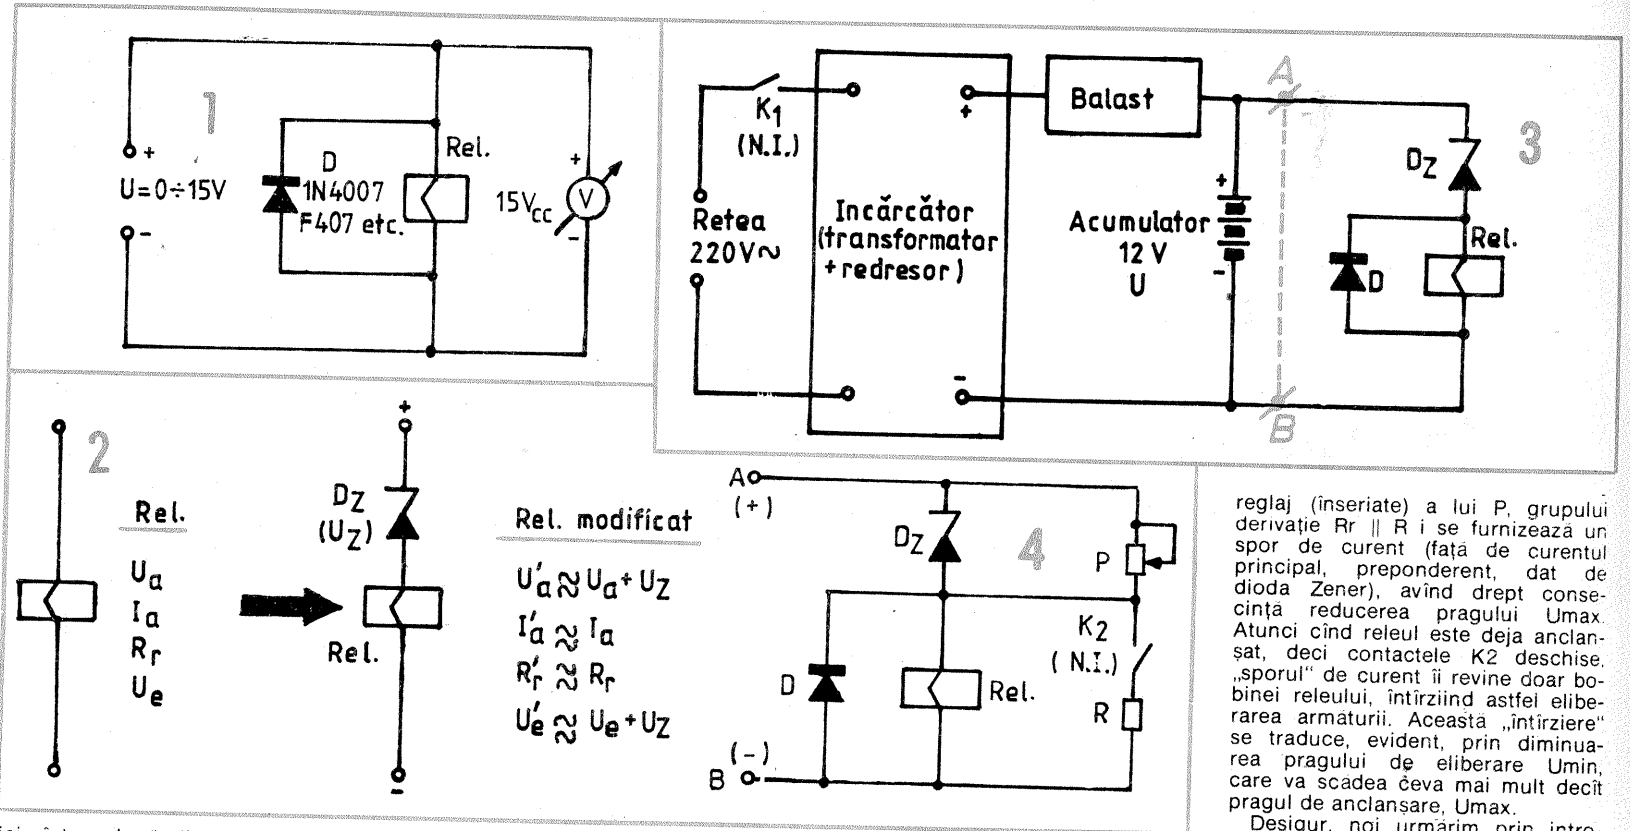 1
+
U=0÷15V
-
D
1N4007
F407 etc.
Rel.
15Vcc
+
V
-
3
K1
(N.I.)
Retea
220V~
Incărcător
(transformator
+redresor)
+
-
Balast
A
+
Acumulator
12 V
U
-
B
DZ
D
Rel.
2
Rel.
Ua
Ia
Rr
Ue
+
DZ
(UZ)
Rel.
-
Rel. modificat
U'a ≈ Ua+UZ
I'a ≈ Ia
R'r ≈ Rr
U'e ≈ Ue+UZ
4
A
(+)
DZ
P
K2
(N.I.)
D
Rel.
R
(-)
B
reglaj (înseriate) a lui P, grupului
derivație Rr || R i se furnizează un
spor de curent (față de curentul
principal, preponderent, dat de
dioda Zener), avînd drept conse-
cință reducerea pragului Umax.
Atunci cînd releul este deja anclan-
șat, deci contactele K2 deschise,
„sporul" de curent îi revine doar bo-
binei releului, întîrziind astfel elibe-
rarea armăturii. Această „întîrziere"
se traduce, evident, prin diminua-
rea pragului de eliberare Umin,
care va scădea ceva mai mult decît
pragul de anclanșare, Umax.
Desigur, noi urmărim prin intro-